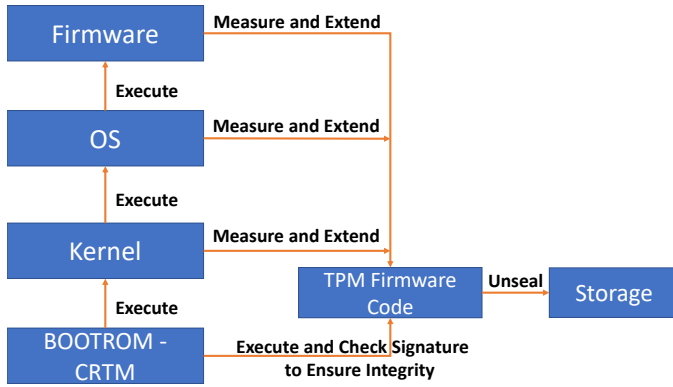 Firmware
Measure and Extend
Execute
OS
Measure and Extend
Execute
Kernel
Measure and Extend
TPM Firmware
Code
Unseal
Storage
Execute
BOOTROM -
CRTM
Execute and Check Signature
to Ensure Integrity